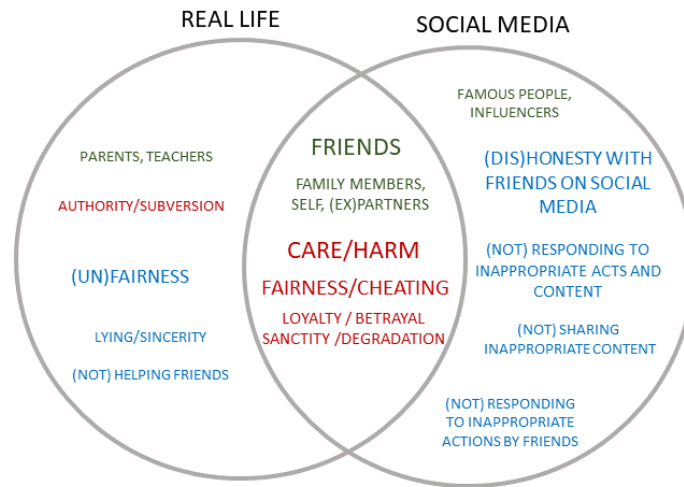 REAL LIFE
SOCIAL MEDIA
PARENTS, TEACHERS
AUTHORITY/SUBVERSION
(UN)FAIRNESS
LYING/SINCERITY
(NOT) HELPING FRIENDS
FRIENDS
FAMILY MEMBERS,
SELF, (EX)PARTNERS
CARE/HARM
FAIRNESS/CHEATING
LOYALTY / BETRAYAL
SANCTITY /DEGRADATION
FAMOUS PEOPLE,
INFLUENCERS
(DIS)HONESTY WITH
FRIENDS ON SOCIAL
MEDIA
(NOT) RESPONDING TO
INAPPROPRIATE ACTS AND
CONTENT
(NOT) SHARING
INAPPROPRIATE CONTENT
(NOT) RESPONDING
TO INAPPROPRIATE
ACTIONS BY FRIENDS